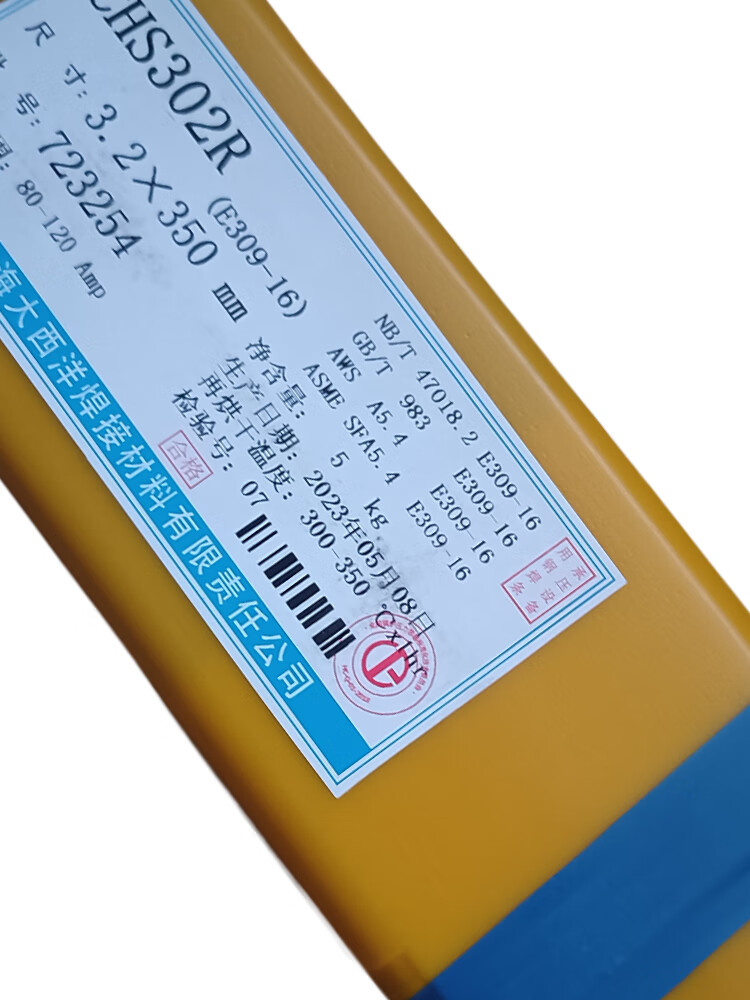 CHS302R (E309-16)
尺 寸: 3.2×350 mm
号: 723254
围: 80-120 Amp
NB/T 47018.2 E309-16
GB/T 983 E309-16
AWS A5.4 E309-16
ASME SFA5.4 E309-16
净含量: 5 kg
生产日期: 2023年05月08日
再烘干温度: 300-350 ℃x1hr
检验号: 07
合格
承压设备
用钢焊条
海大西洋焊接材料有限责任公司